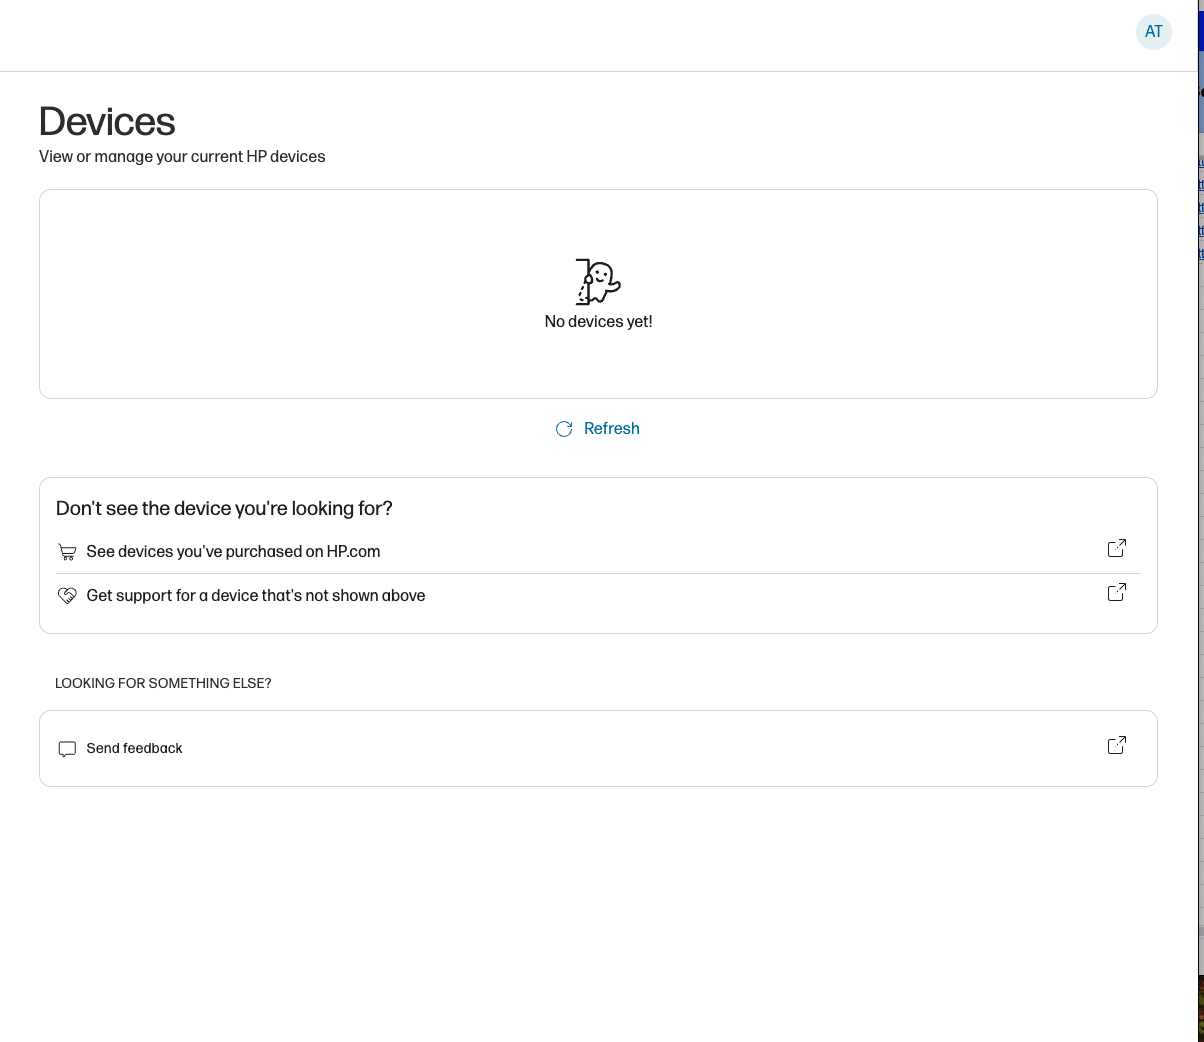 AT
Devices
View or manage your current HP devices
No devices yet!
Refresh
Don't see the device you're looking for?
See devices you've purchased on HP.com
Get support for a device that's not shown above
LOOKING FOR SOMETHING ELSE?
Send feedback